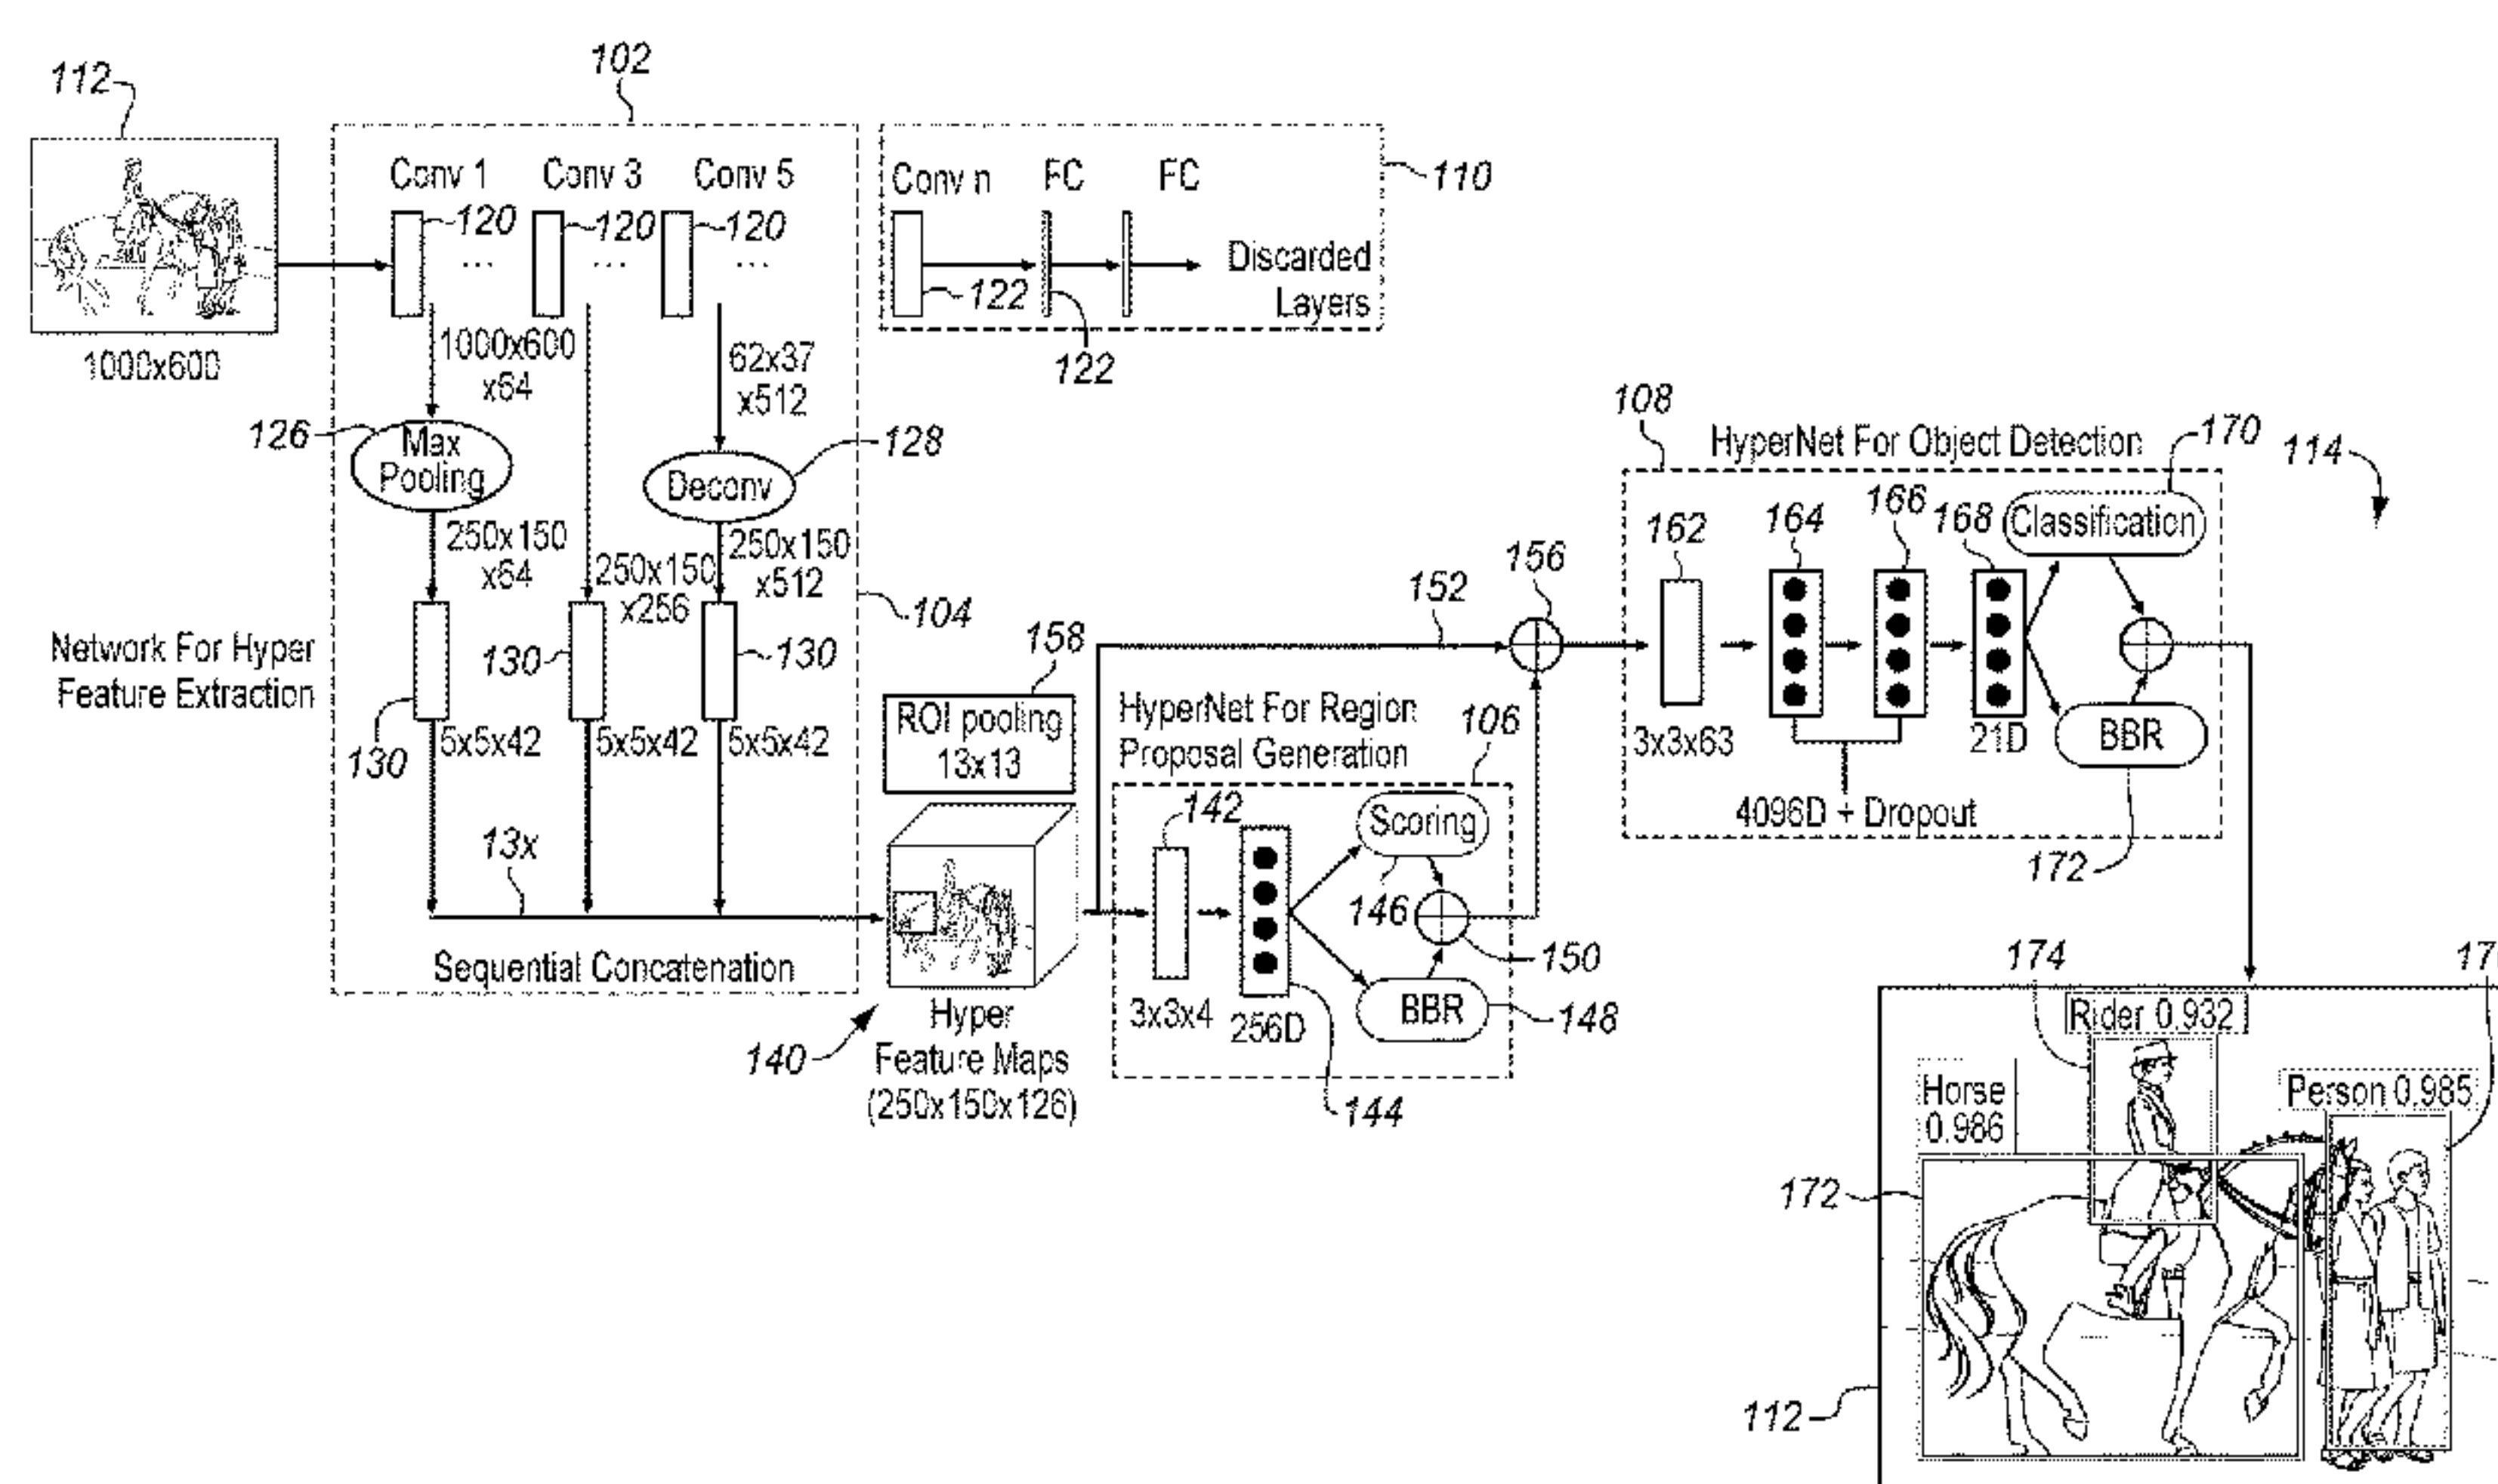 112
1000x600
102
Conv 1
Conv 3
Conv 5
120
120
120
...
...
...
1000x600
x64
62x37
x512
126
Max
Pooling
128
Deconv
250x150
x64
250x150
x256
250x150
x512
104
Network For Hyper
Feature Extraction
130
130
130
5x5x42
5x5x42
5x5x42
13x
Sequential Concatenation
Conv n
FC
FC
110
122
122
Discarded
Layers
158
ROI pooling
13x13
140
Hyper
Feature Maps
(250x150x126)
152
156
HyperNet For Region
Proposal Generation
106
142
3x3x4
256D
144
Scoring
146
150
BBR
148
108
HyperNet For Object Detection
170
114
162
164
166
168
Classification
3x3x63
21D
BBR
4096D + Dropout
172
174
Rider 0.932
Horse
0.986
Person 0.985
172
112